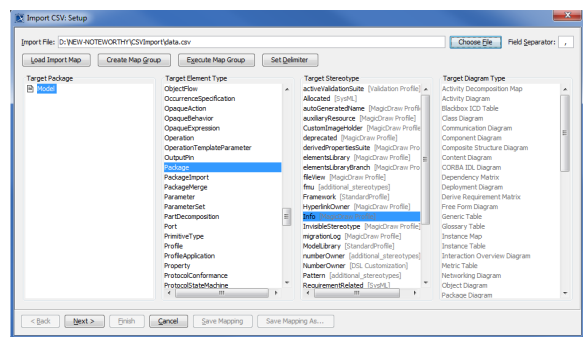 Import CSV: Setup
Import File: D:\NEW-NOTEWORTHY\CSVImport\data.csv
Choose File
Field Separator: ,
Load Import Map
Create Map Group
Execute Map Group
Set Delimiter
Target Package
Model
Target Element Type
ObjectFlow
OccurrenceSpecification
OpaqueAction
OpaqueBehavior
OpaqueExpression
Operation
OperationTemplateParameter
OutputPin
Package
PackageImport
PackageMerge
Parameter
ParameterSet
PartDecomposition
Port
PrimitiveType
Profile
ProfileApplication
Property
ProtocolConformance
ProtocolStateMachine
Target Stereotype
activeValidationSuite [Validation Profile]
Allocated [SysML]
autoGeneratedName [MagicDraw Profi
auxiliaryResource [MagicDraw Profile]
CustomImageHolder [MagicDraw Profile
deprecated [MagicDraw Profile]
derivedPropertiesSuite [MagicDraw Pro
elementsLibrary [MagicDraw Profile]
elementsLibraryBranch [MagicDraw Pro
fileView [MagicDraw Profile]
fmu [additional_stereotypes]
Framework [StandardProfile]
HyperlinkOwner [MagicDraw Profile]
Info
InvisibleStereotype [MagicDraw Profile]
migrationLog [MagicDraw Profile]
ModelLibrary [StandardProfile]
numberOwner [additional_stereotypes]
NumberOwner [DSL Customization]
Pattern [additional_stereotypes]
RequirementRelated [SysML]
Target Diagram Type
Activity Decomposition Map
Activity Diagram
Blackbox ICD Table
Class Diagram
Communication Diagram
Component Diagram
Composite Structure Diagram
Content Diagram
CORBA IDL Diagram
Dependency Matrix
Deployment Diagram
Derive Requirement Matrix
Free Form Diagram
Generic Table
Glossary Table
Instance Map
Instance Table
Interaction Overview Diagram
Metric Table
Networking Diagram
Object Diagram
Package Diagram
< Back
Next >
Finish
Cancel
Save Mapping
Save Mapping As...